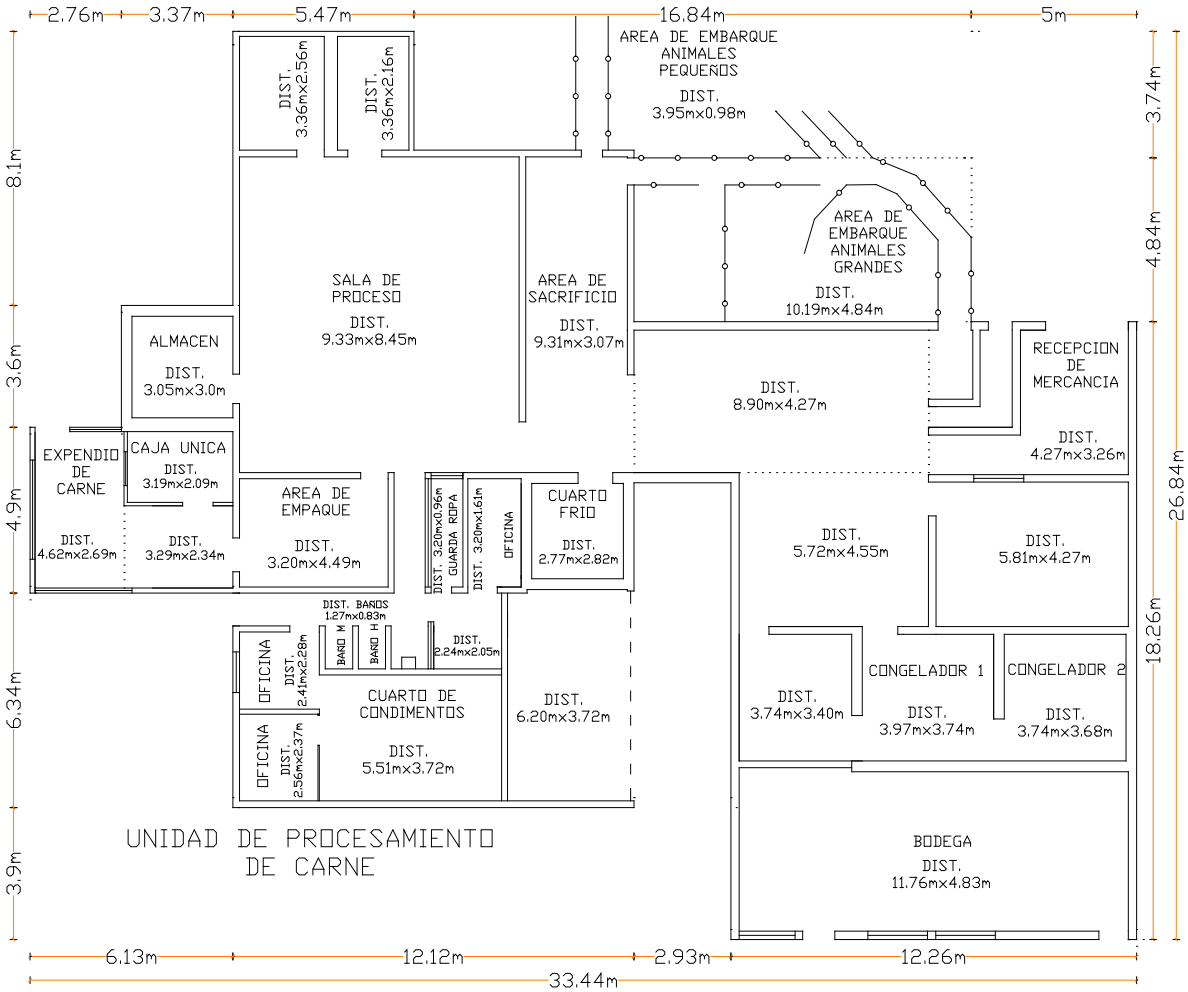 2.76m
3.37m
5.47m
16.84m
5m
AREA DE EMBARQUE
ANIMALES
PEQUEÑOS
DIST.
3.95mx0.98m
DIST.
3.36mx2.56m
DIST.
3.36mx2.16m
3.74m
8.1m
4.84m
AREA DE
EMBARQUE
ANIMALES
GRANDES
DIST.
10.19mx4.84m
SALA DE
PROCESO
DIST.
9.33mx8.45m
AREA DE
SACRIFICIO
DIST.
9.31mx3.07m
ALMACEN
DIST.
3.05mx3.0m
3.6m
RECEPCION
DE
MERCANCIA
DIST.
4.27mx3.26m
DIST.
8.90mx4.27m
EXPENDIO
DE
CARNE
DIST.
4.62mx2.69m
CAJA UNICA
DIST.
3.19mx2.09m
DIST.
3.29mx2.34m
AREA DE
EMPAQUE
DIST.
3.20mx4.49m
DIST. 3.20mx0.96m
GUARDA ROPA
DIST. 3.20mx1.61m
OFICINA
CUARTO
FRIO
DIST.
2.77mx2.82m
DIST.
5.72mx4.55m
DIST.
5.81mx4.27m
4.9m
26.84m
DIST. BAÑOS
1.27mx0.83m
BAÑO M
BAÑO H
DIST.
2.24mx2.05m
OFICINA
DIST.
2.41mx2.28m
OFICINA
DIST.
2.56mx2.37m
CUARTO DE
CONDIMENTOS
DIST.
5.51mx3.72m
DIST.
6.20mx3.72m
DIST.
3.74mx3.40m
CONGELADOR 1
DIST.
3.97mx3.74m
CONGELADOR 2
DIST.
3.74mx3.68m
6.34m
18.26m
UNIDAD DE PROCESAMIENTO
DE CARNE
BODEGA
DIST.
11.76mx4.83m
3.9m
6.13m
12.12m
2.93m
12.26m
33.44m